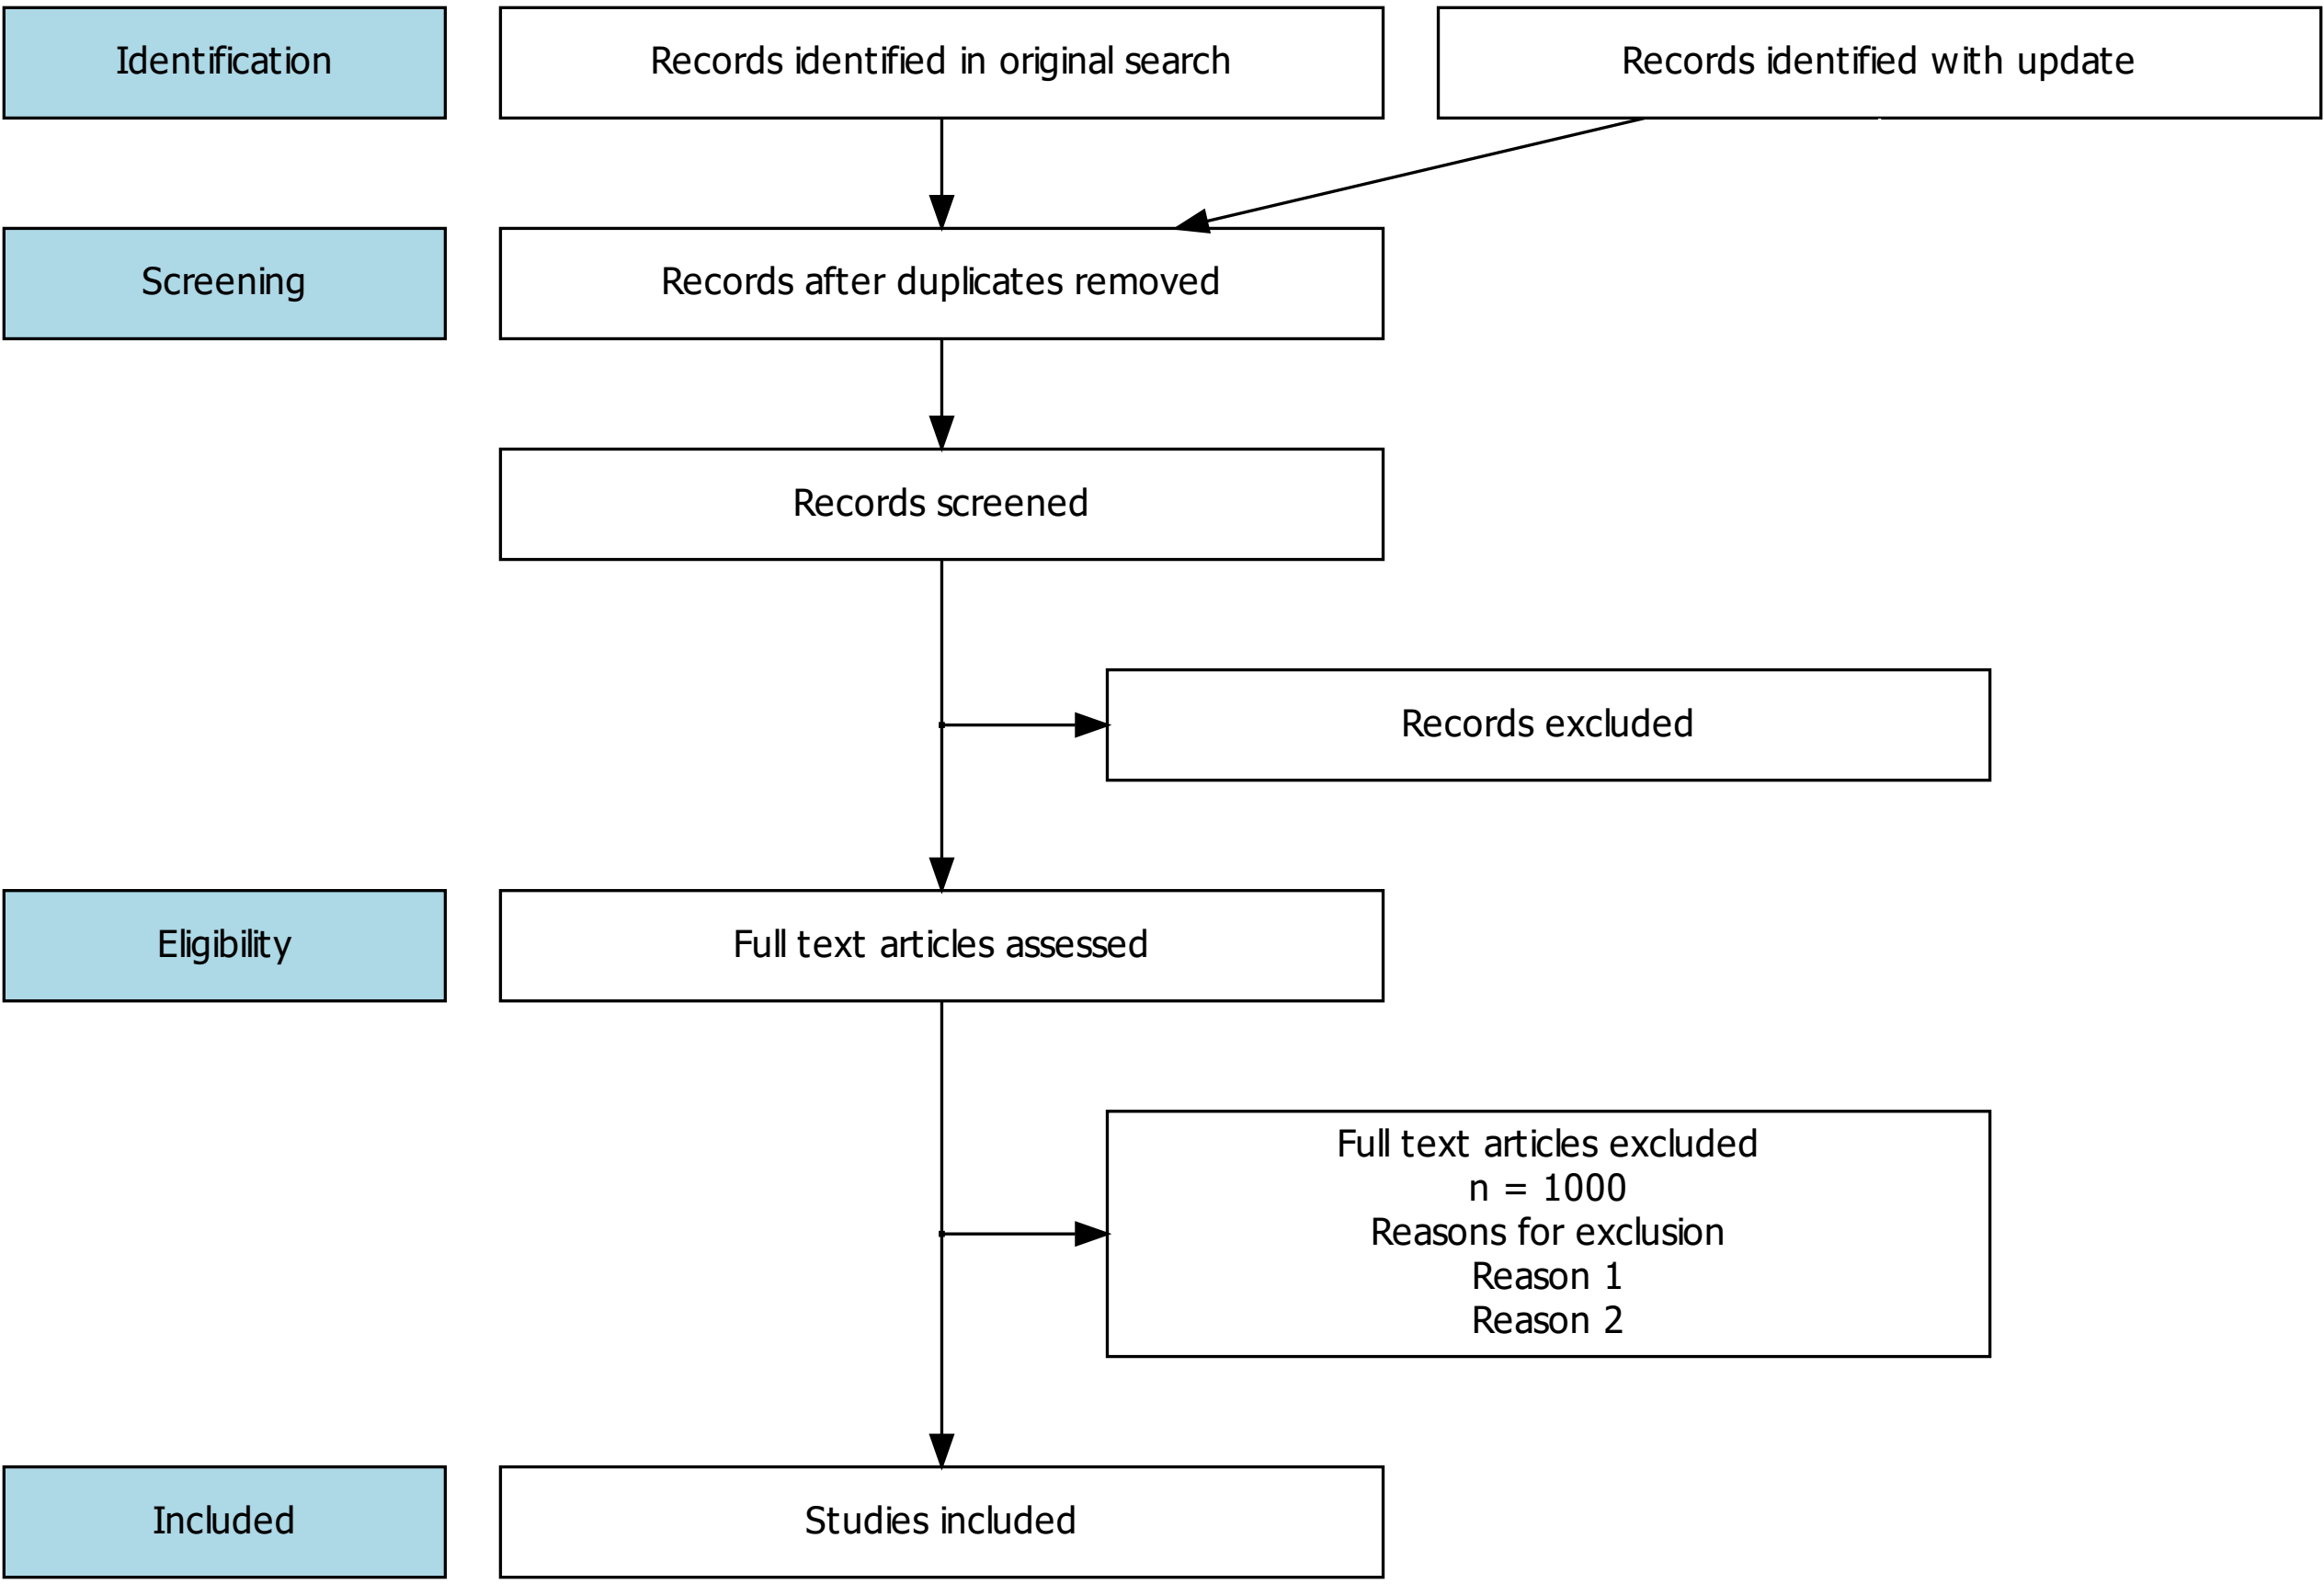 Identification
Records identified in original search
Records identified with update
Screening
Records after duplicates removed
Records screened
Records excluded
Eligibility
Full text articles assessed
Full text articles excluded
n = 1000
Reasons for exclusion
Reason 1
Reason 2
Included
Studies included